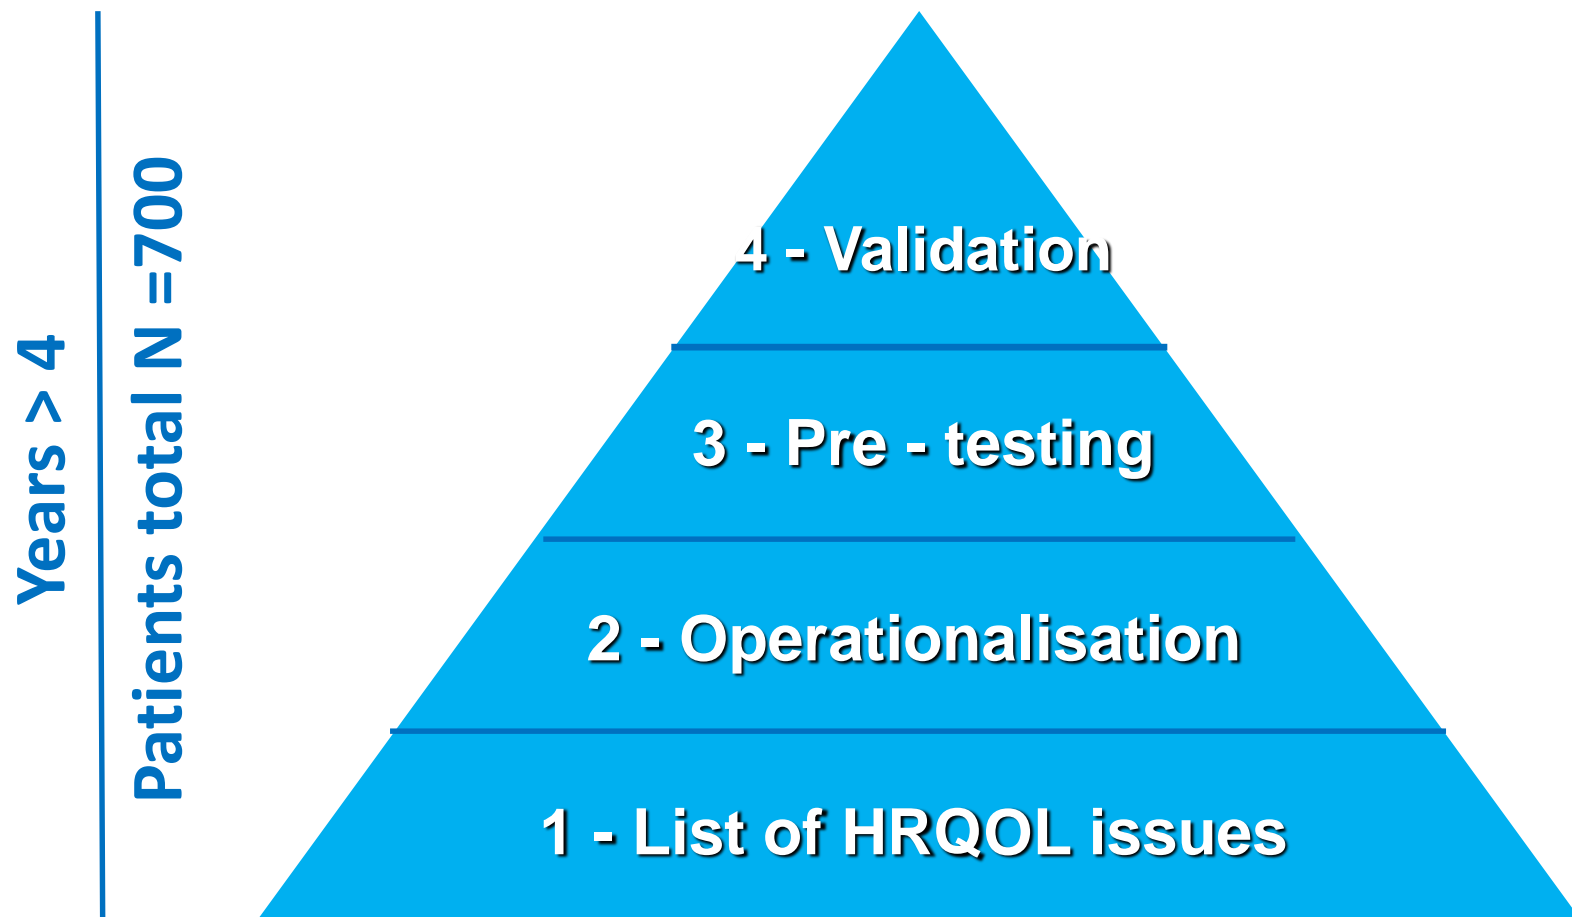 Years > 4
Patients total N =700
4 - Validation
3 - Pre - testing
2 - Operationalisation
1 - List of HRQOL issues